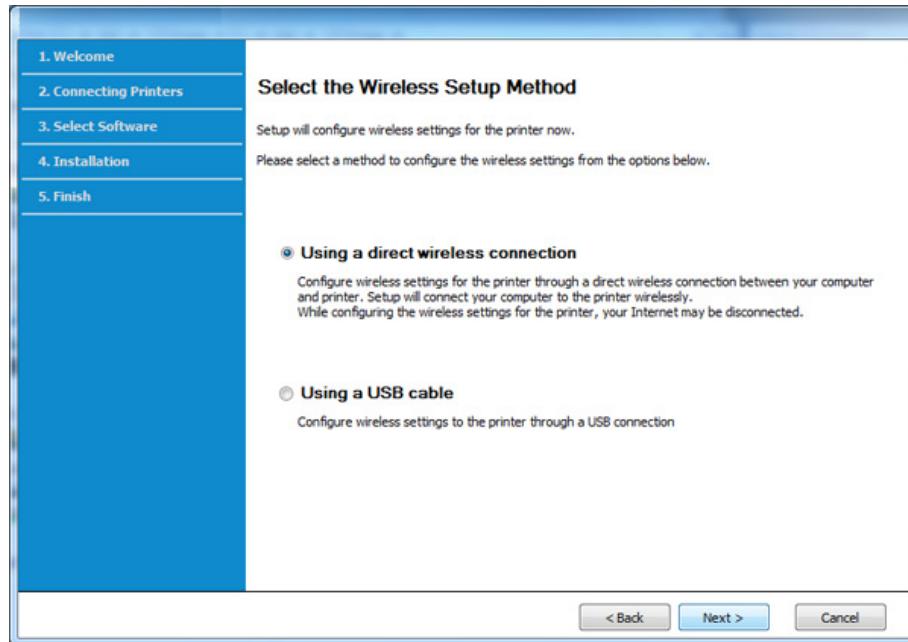 1. Welcome
2. Connecting Printers
3. Select Software
4. Installation
5. Finish
Select the Wireless Setup Method
Setup will configure wireless settings for the printer now.
Please select a method to configure the wireless settings from the options below.
Using a direct wireless connection
Configure wireless settings for the printer through a direct wireless connection between your computer
and printer. Setup will connect your computer to the printer wirelessly.
While configuring the wireless settings for the printer, your Internet may be disconnected.
Using a USB cable
Configure wireless settings to the printer through a USB connection
< Back
Next >
Cancel